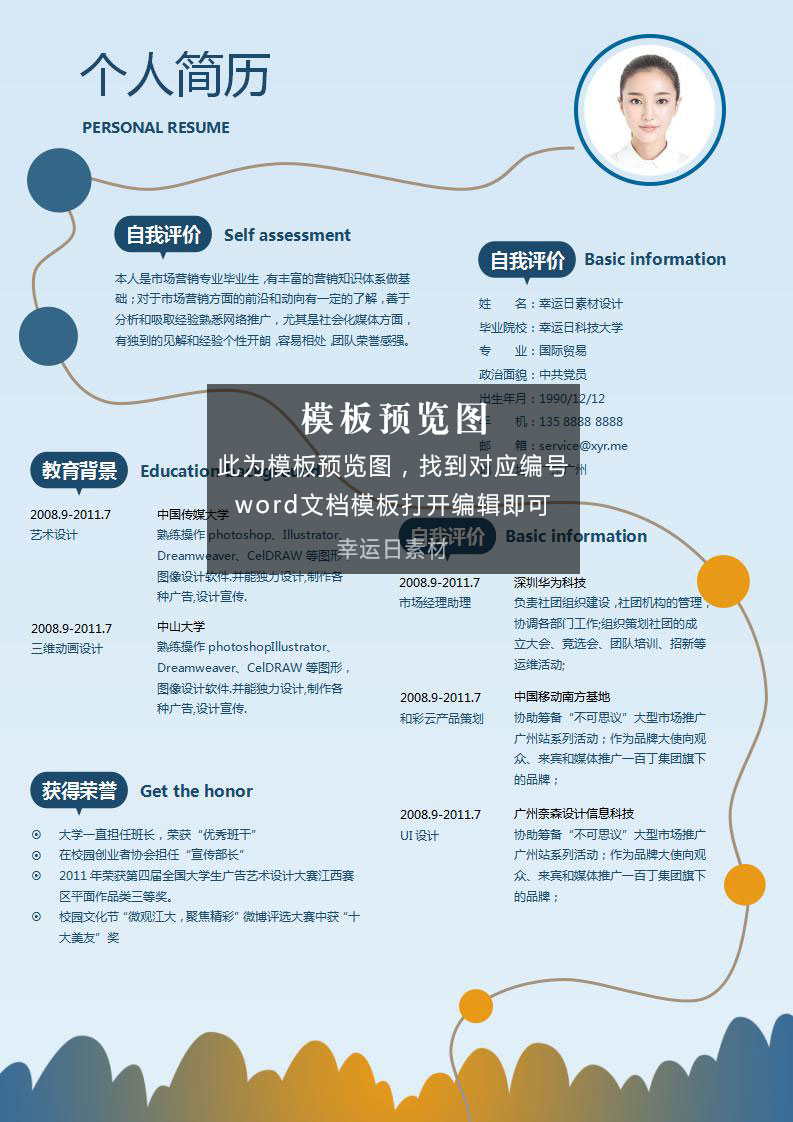 个人简历
PERSONAL RESUME
自我评价 Self assessment
本人是市场营销专业毕业生，有丰富的营销知识体系做基
础；对于市场营销方面的前沿和动向有一定的了解，善于
分析和吸取经验熟悉网络推广，尤其是社会化媒体方面，
有独到的见解和经验个性开朗，容易相处，团队荣誉感强。
自我评价 Basic information
姓　　名：幸运日素材设计
毕业院校：幸运日科技大学
专　　业：国际贸易
政治面貌：中共党员
出生年月：1990/12/12
手　　机：135 8888 8888
邮　　箱：service@xyr.me
广州
模板预览图
此为模板预览图，找到对应编号
word文档模板打开编辑即可
幸运日素材
教育背景 Education
2008.9-2011.7 中国传媒大学
艺术设计
熟练操作 photoshop、Illustrator、
Dreamweaver、CelDRAW 等图形，
图像设计软件.并能独力设计,制作各
种广告,设计宣传.
2008.9-2011.7 中山大学
三维动画设计
熟练操作 photoshopIllustrator、
Dreamweaver、CelDRAW 等图形，
图像设计软件.并能独力设计,制作各
种广告,设计宣传.
获得荣誉 Get the honor
⊙ 大学一直担任班长，荣获“优秀班干”
⊙ 在校园创业者协会担任“宣传部长”
⊙ 2011 年荣获第四届全国大学生广告艺术设计大赛江西赛
区平面作品类三等奖。
⊙ 校园文化节“微观江大，聚焦精彩”微博评选大赛中获“十
大美友”奖
自我评价 Basic information
2008.9-2011.7 深圳华为科技
市场经理助理
负责社团组织建设，社团机构的管理，
协调各部门工作;组织策划社团的成
立大会、竞选会、团队培训、招新等
运维活动;
2008.9-2011.7 中国移动南方基地
和彩云产品策划
协助筹备“不可思议”大型市场推广
广州站系列活动；作为品牌大使向观
众、来宾和媒体推介一百丁集团旗下
的品牌；
2008.9-2011.7 广州奈森设计信息科技
UI 设计
协助筹备“不可思议”大型市场推广
广州站系列活动；作为品牌大使向观
众、来宾和媒体推介一百丁集团旗下
的品牌；